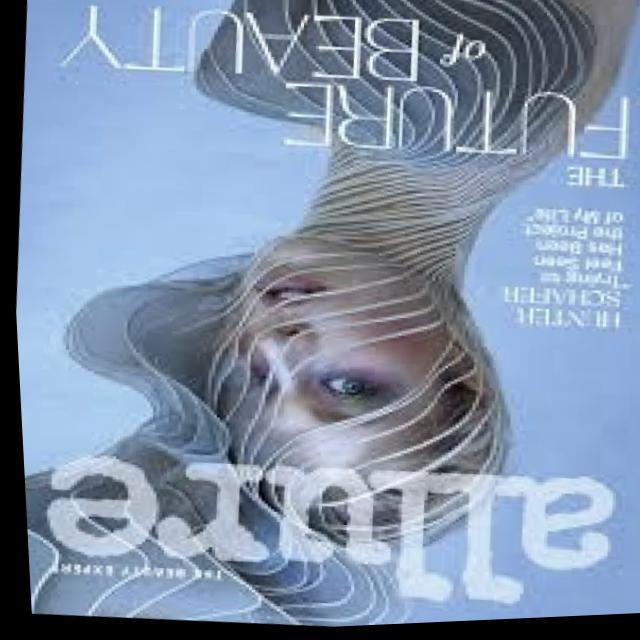 allure
THE BEAUTY EXPERT
HUNTER
SCHAFER
"Trying to
Seen
Has Been
the Project
of My Life"
THE
FUTURE
of BEAUTY